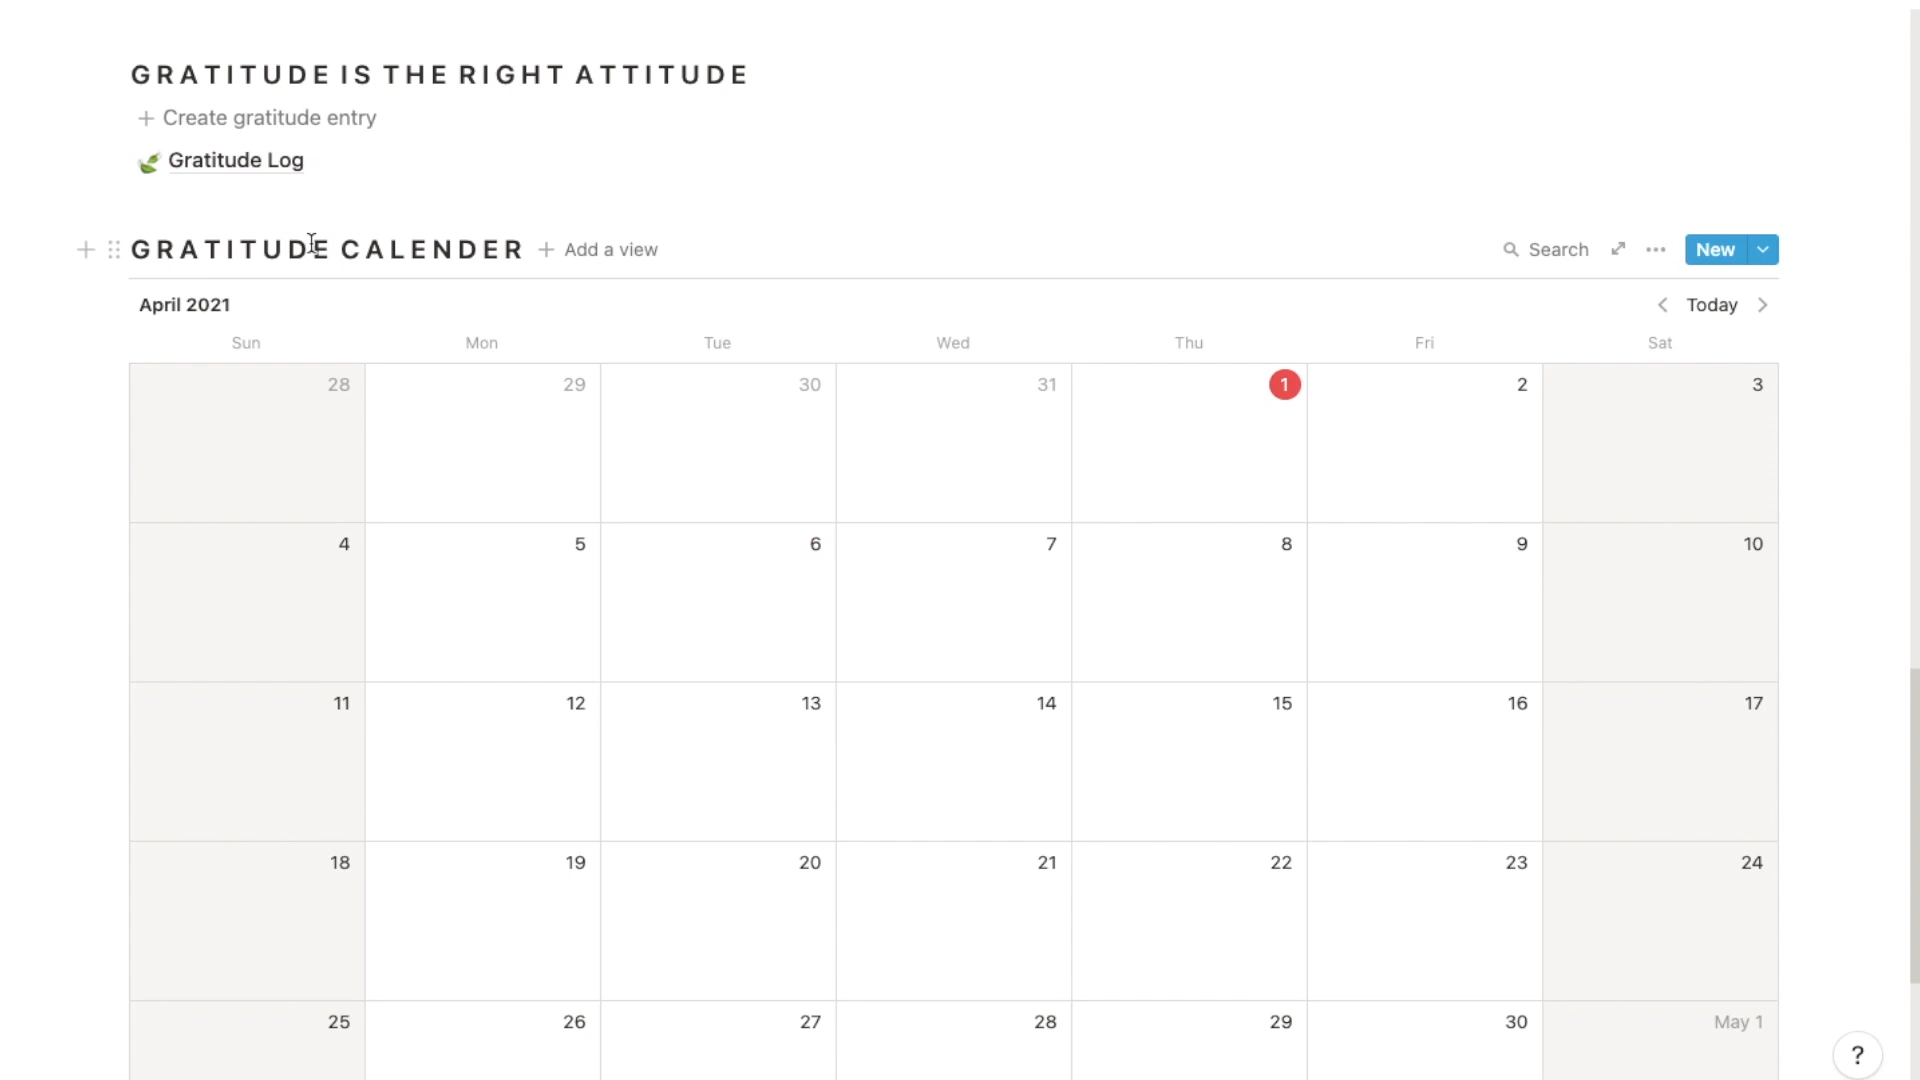 GRATITUDE IS THE RIGHT ATTITUDE
+ Create gratitude entry
Gratitude Log
GRATITUDE CALENDER + Add a view Search ... New
April 2021 < Today >
Sun Mon Tue Wed Thu Fri Sat
28 29 30 31 1 2 3
4 5 6 7 8 9 10
11 12 13 14 15 16 17
18 19 20 21 22 23 24
25 26 27 28 29 30 May 1
?